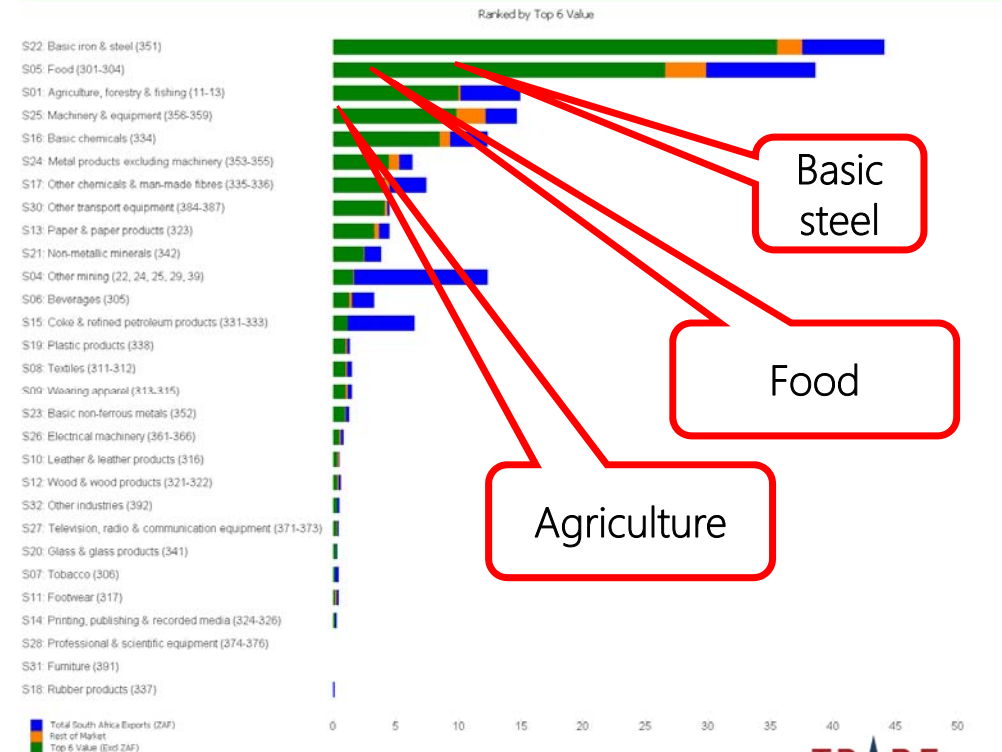 Ranked by Top 6 Value
S22: Basic iron & steel (351)
S05: Food (301-304)
S01: Agriculture, forestry & fishing (11-13)
S25: Machinery & equipment (356-359)
S16: Basic chemicals (334)
S24: Metal products excluding machinery (353-355)
S17: Other chemicals & man-made fibres (335-336)
S30: Other transport equipment (384-387)
S13: Paper & paper products (323)
S21: Non-metallic minerals (342)
S04: Other mining (22, 24, 25, 29, 39)
S06: Beverages (305)
S15: Coke & refined petroleum products (331-333)
S19: Plastic products (338)
S08: Textiles (311-312)
S09: Wearing apparel (313-315)
S23: Basic non-ferrous metals (352)
S26: Electrical machinery (361-366)
S10: Leather & leather products (316)
S12: Wood & wood products (321-322)
S32: Other industries (392)
S27: Television, radio & communication equipment (371-373)
S20: Glass & glass products (341)
S07: Tobacco (306)
S11: Footwear (317)
S14: Printing, publishing & recorded media (324-326)
S28: Professional & scientific equipment (374-376)
S31: Furniture (391)
S18: Rubber products (337)
Basic
steel
Food
Agriculture
0 5 10 15 20 25 30 35 40 45 50
Total South Africa Exports (ZAF)
Rest of Market
Top 6 Value (Excl ZAF)